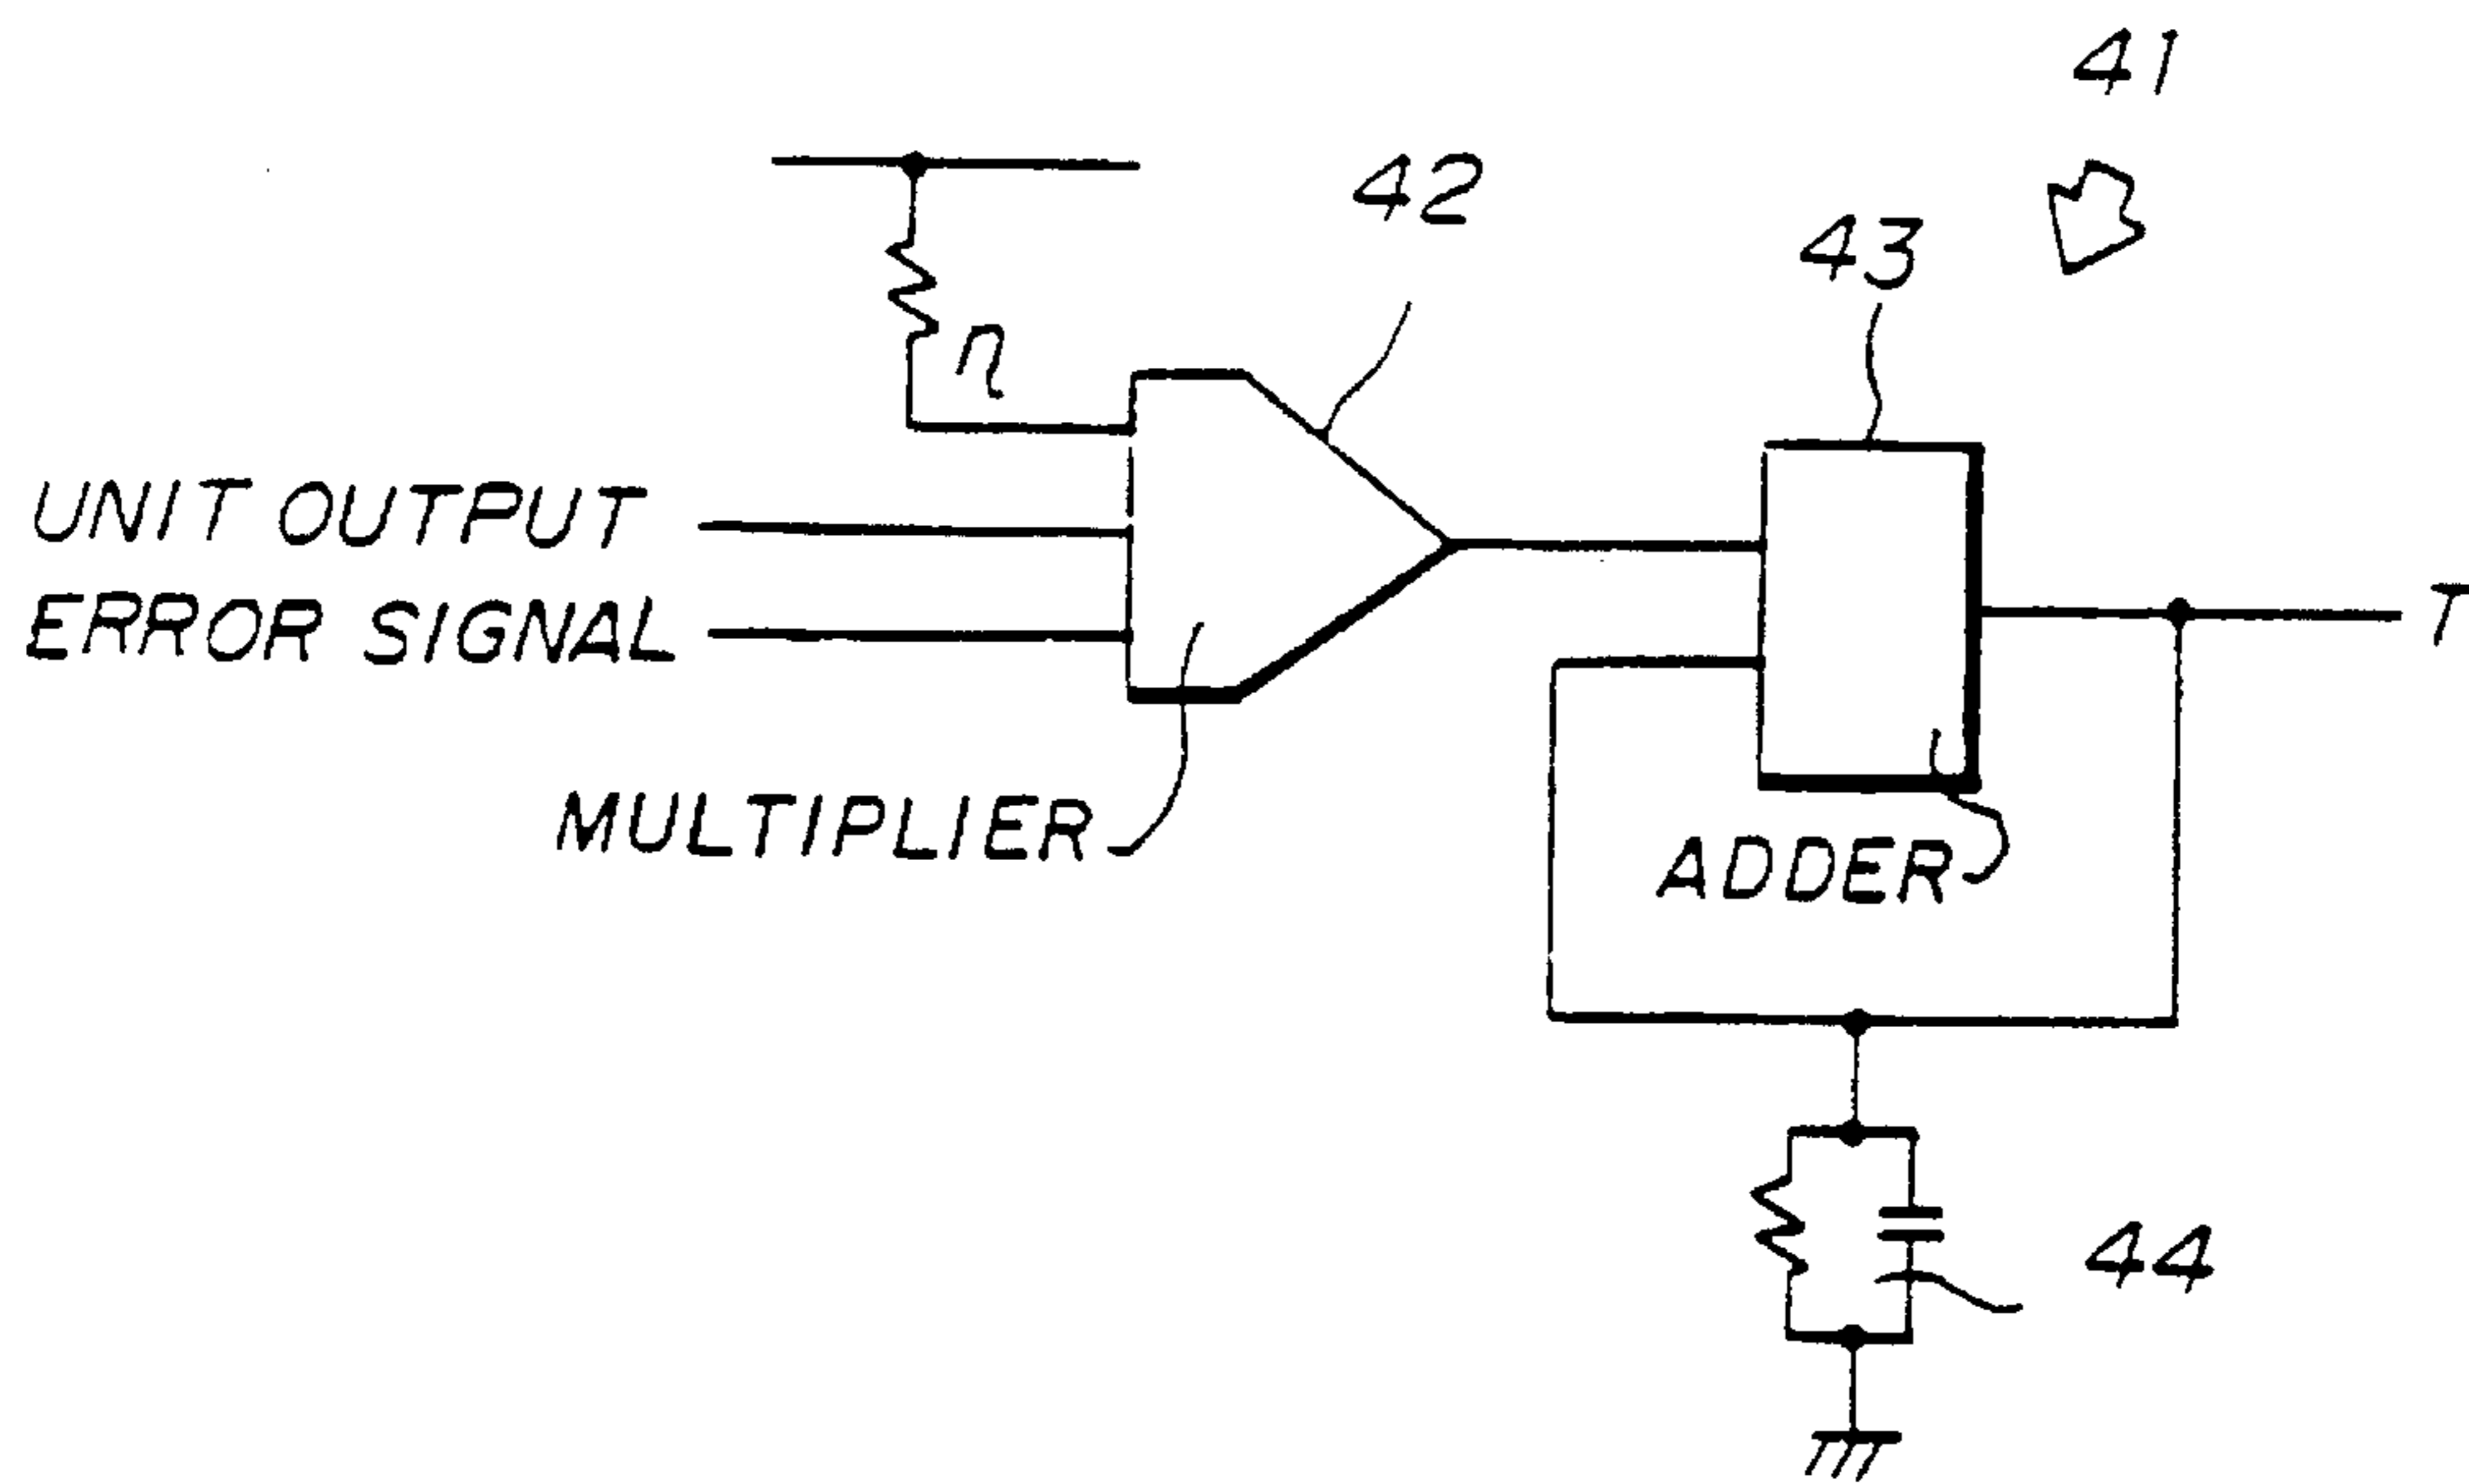 41
42
43
η
UNIT OUTPUT
ERROR SIGNAL
T
MULTIPLIER
ADDER
44